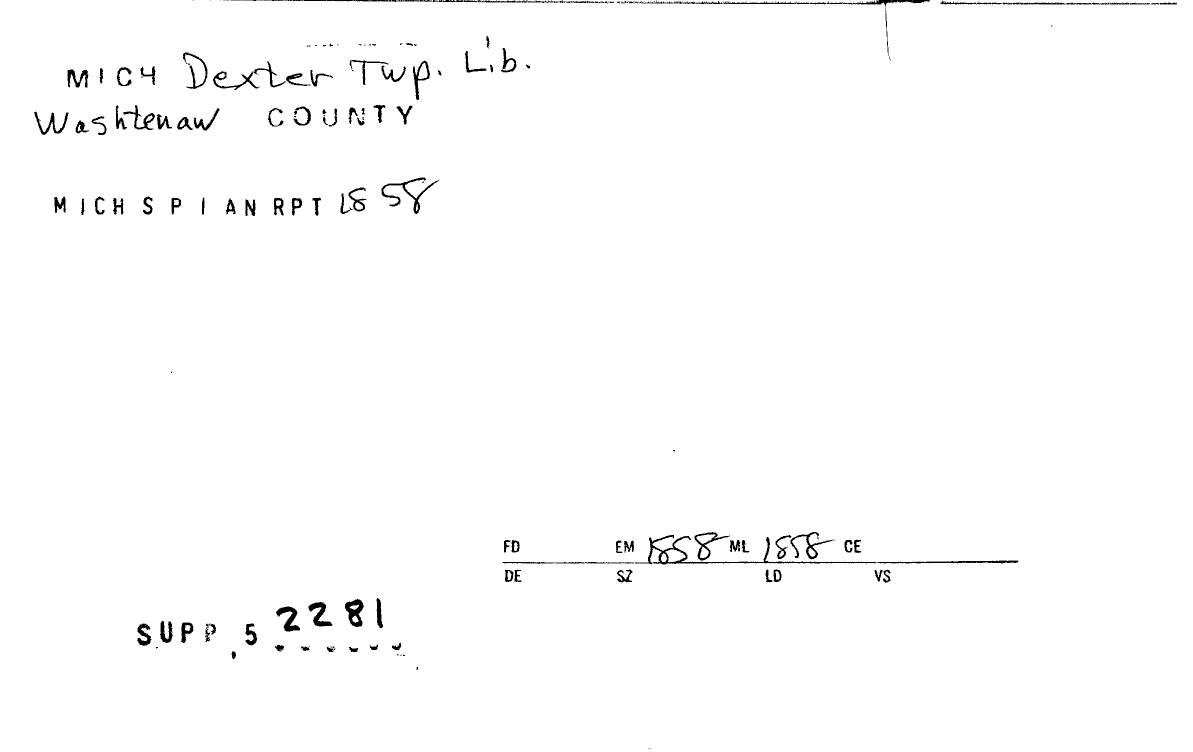 MICH Dexter Twp. Lib.
Washtenaw COUNTY
MICH S P I AN RPT 1858
FD EM 1858 ML 1858 CE
DE SZ LD VS
SUPP. 5 2281